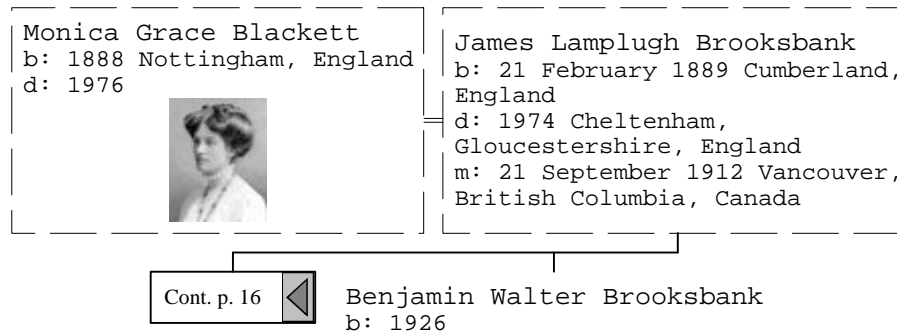 Monica Grace Blackett
b: 1888 Nottingham, England
d: 1976
James Lamplugh Brooksbank
b: 21 February 1889 Cumberland,
England
d: 1974 Cheltenham,
Gloucestershire, England
m: 21 September 1912 Vancouver,
British Columbia, Canada
Cont. p. 16
Benjamin Walter Brooksbank
b: 1926